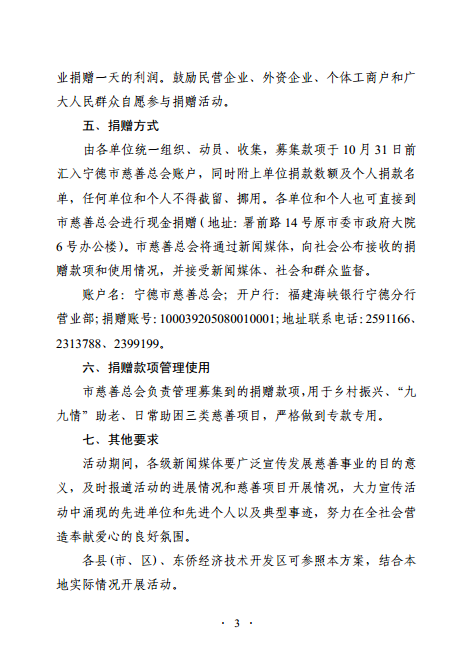 业捐赠一天的利润。鼓励民营企业、外资企业、个体工商户和广
大人民群众自愿参与捐赠活动。
五、捐赠方式
由各单位统一组织、动员、收集，募集款项于 10 月 31 日前
汇入宁德市慈善总会账户，同时附上单位捐款数额及个人捐款名
单，任何单位和个人不得截留、挪用。各单位和个人也可直接到
市慈善总会进行现金捐赠（地址：署前路 14 号原市委市政府大院
6 号办公楼）。市慈善总会将通过新闻媒体，向社会公布接收的捐
赠款项和使用情况，并接受新闻媒体、社会和群众监督。
账户名：宁德市慈善总会；开户行：福建海峡银行宁德分行
营业部；捐赠账号：100039205080010001；地址联系电话：2591166、
2313788、2399199。
六、捐赠款项管理使用
市慈善总会负责管理募集到的捐赠款项，用于乡村振兴、“九
九情”助老、日常助困三类慈善项目，严格做到专款专用。
七、其他要求
活动期间，各级新闻媒体要广泛宣传发展慈善事业的目的意
义，及时报道活动的进展情况和慈善项目开展情况，大力宣传活
动中涌现的先进单位和先进个人以及典型事迹，努力在全社会营
造奉献爱心的良好氛围。
各县（市、区）、东侨经济技术开发区可参照本方案，结合本
地实际情况开展活动。
· 3 ·